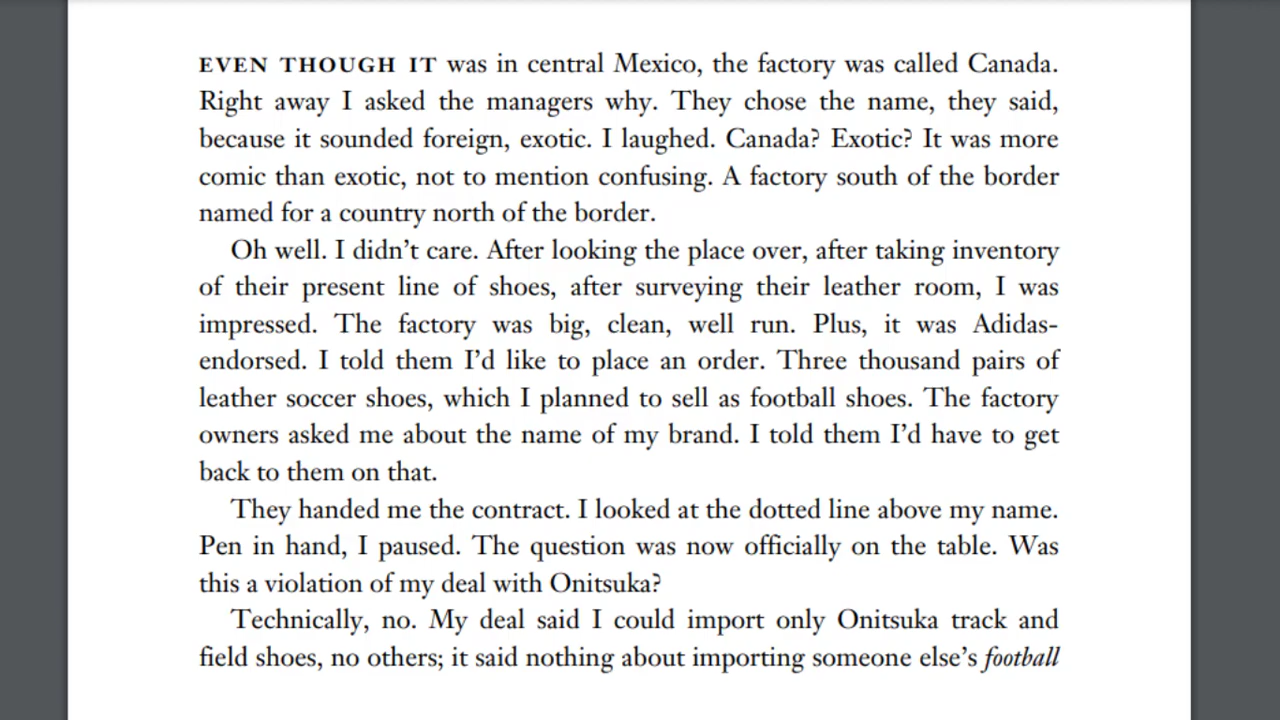 EVEN THOUGH IT was in central Mexico, the factory was called Canada.
Right away I asked the managers why. They chose the name, they said,
because it sounded foreign, exotic. I laughed. Canada? Exotic? It was more
comic than exotic, not to mention confusing. A factory south of the border
named for a country north of the border.
Oh well. I didn’t care. After looking the place over, after taking inventory
of their present line of shoes, after surveying their leather room, I was
impressed. The factory was big, clean, well run. Plus, it was Adidas-
endorsed. I told them I’d like to place an order. Three thousand pairs of
leather soccer shoes, which I planned to sell as football shoes. The factory
owners asked me about the name of my brand. I told them I’d have to get
back to them on that.
They handed me the contract. I looked at the dotted line above my name.
Pen in hand, I paused. The question was now officially on the table. Was
this a violation of my deal with Onitsuka?
Technically, no. My deal said I could import only Onitsuka track and
field shoes, no others; it said nothing about importing someone else’s football